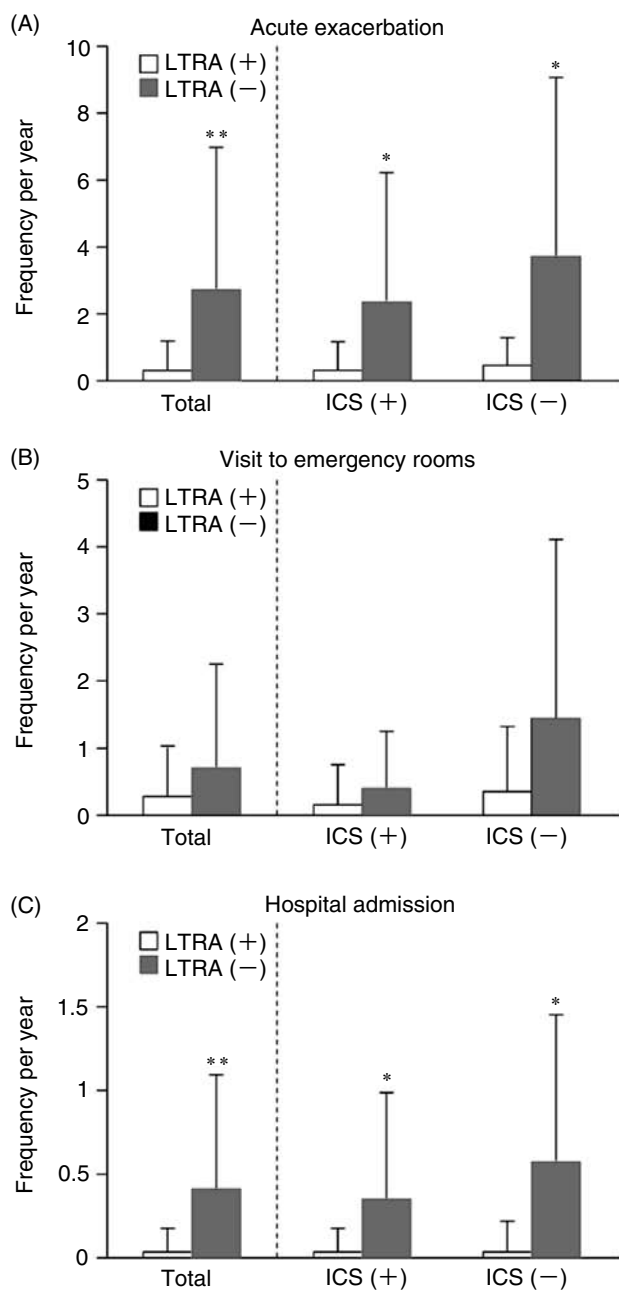 (A) Acute exacerbation
10
LTRA (+)
LTRA (−)
8
6
4
2
0
Frequency per year
**
*
*
Total ICS (+) ICS (−)
(B) Visit to emergency rooms
5
LTRA (+)
LTRA (−)
4
3
2
1
0
Frequency per year
Total ICS (+) ICS (−)
(C) Hospital admission
2
LTRA (+)
LTRA (−)
1.5
1
0.5
0
Frequency per year
**
*
*
Total ICS (+) ICS (−)